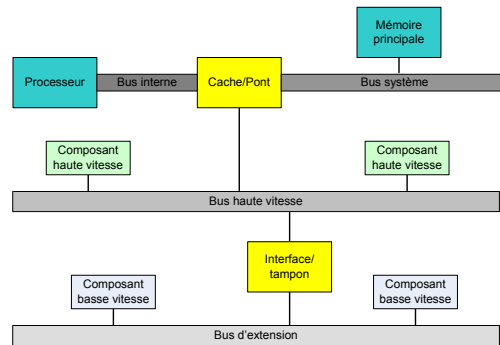 Mémoire
principale
Processeur
Bus interne
Cache/Pont
Bus système
Composant
haute vitesse
Composant
haute vitesse
Bus haute vitesse
Interface/
tampon
Composant
basse vitesse
Composant
basse vitesse
Bus d'extension